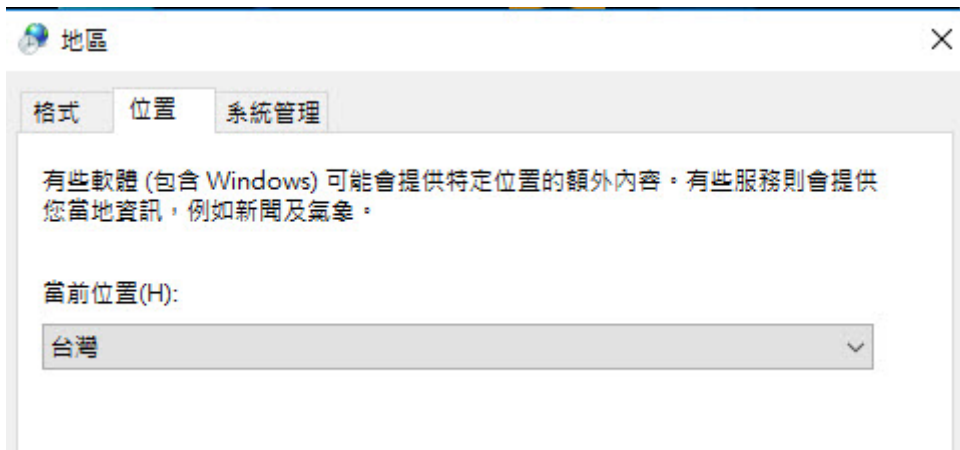 地區
格式 位置 系統管理
有些軟體 (包含 Windows) 可能會提供特定位置的額外內容。有些服務則會提供
您當地資訊，例如新聞及氣象。
當前位置(H):
台灣